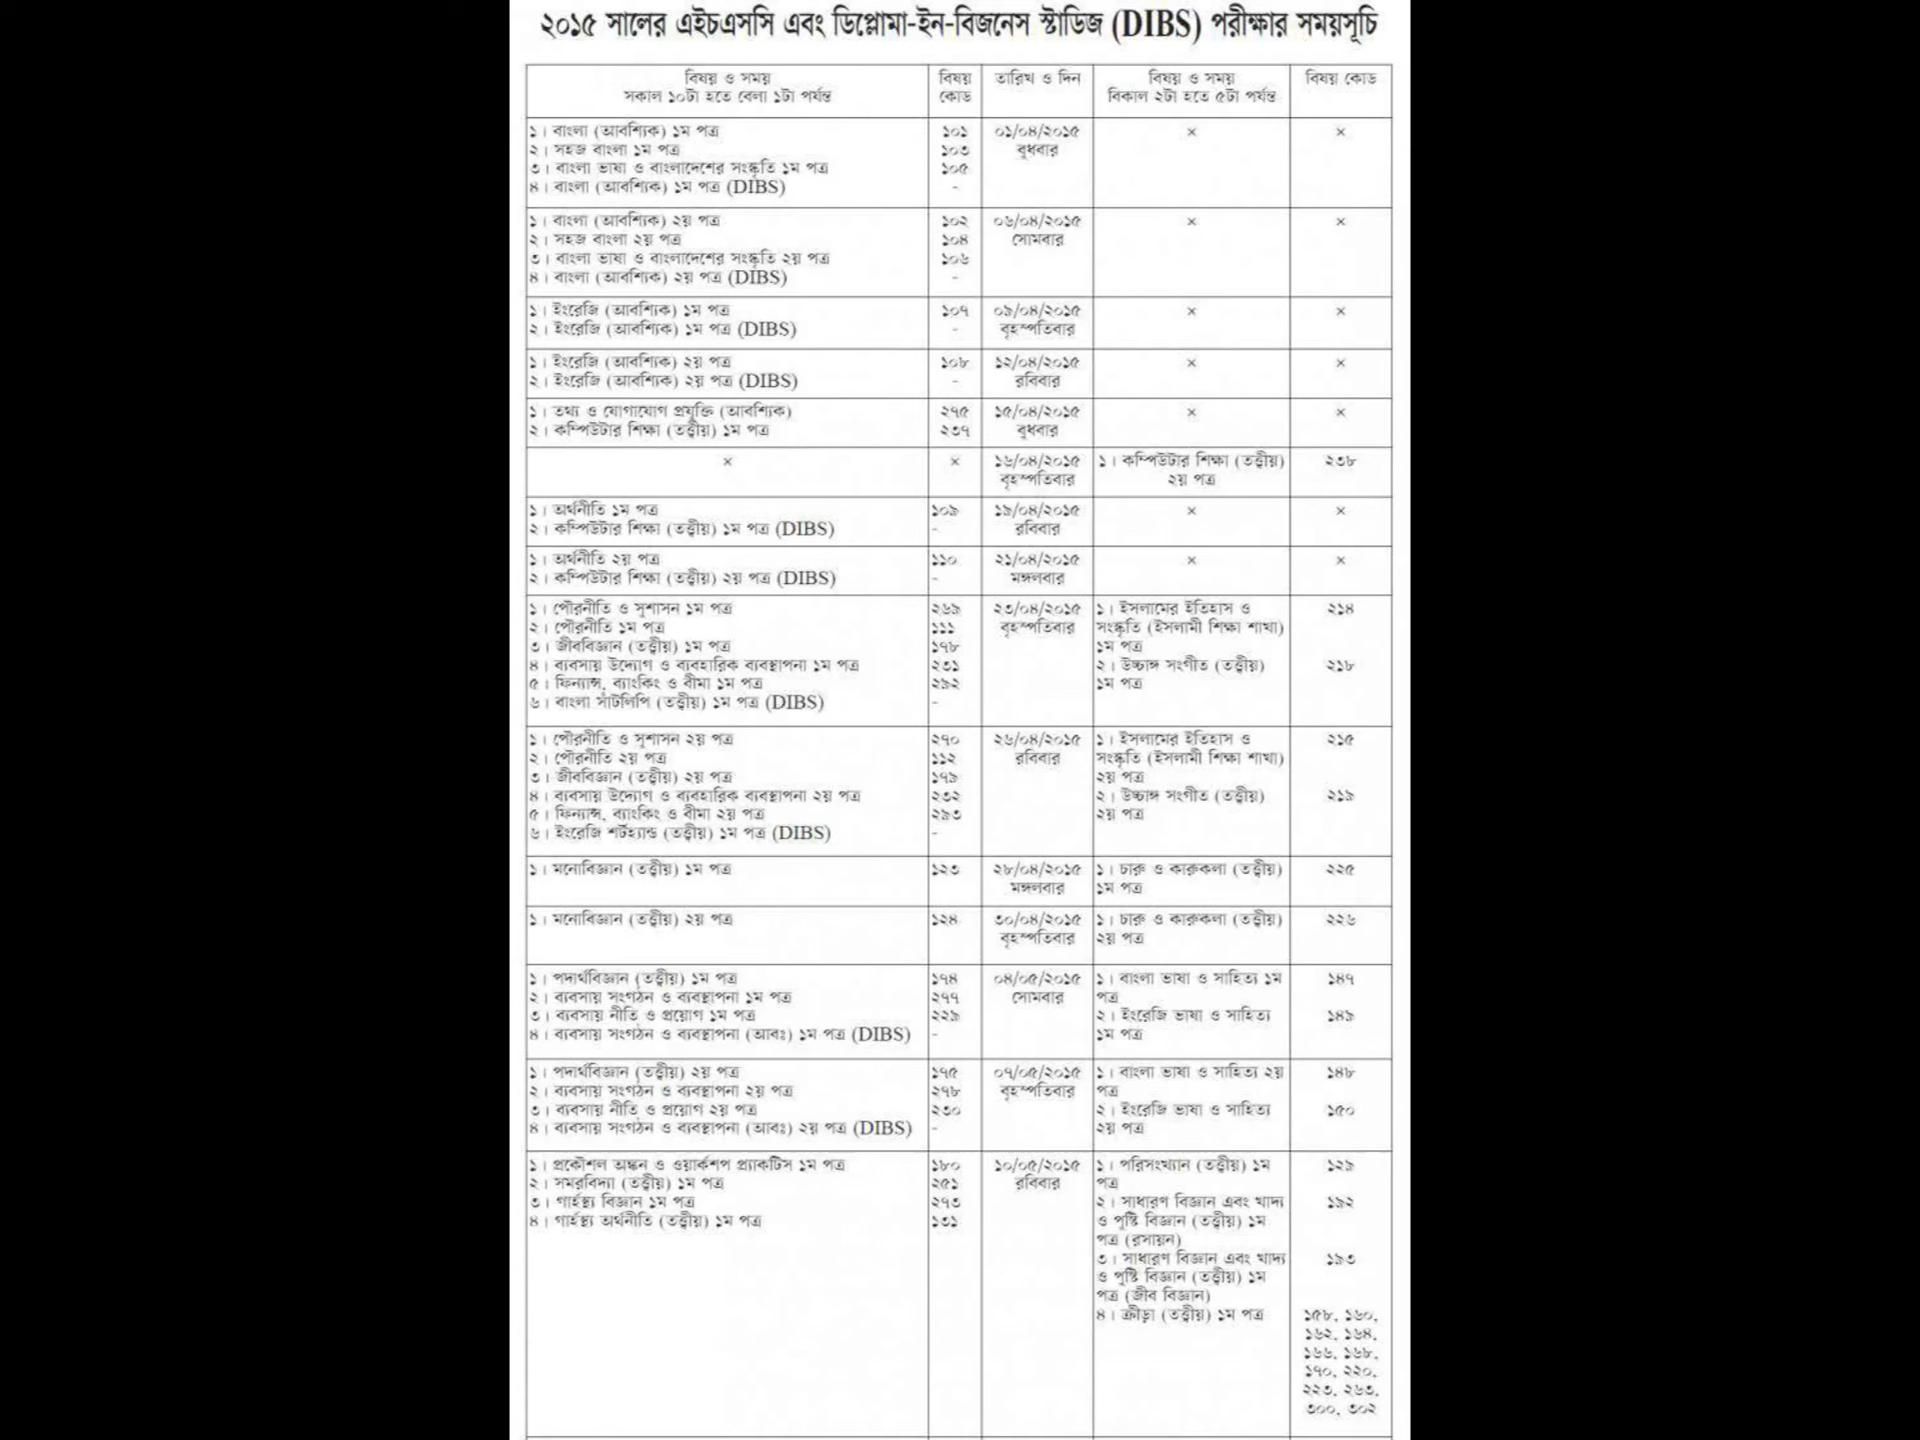 ২০১৫ সালের এইচএসসি এবং ডিপ্লোমা-ইন-বিজনেস স্টাডিজ (DIBS) পরীক্ষার সময়সূচি
বিষয় ও সময় বিষয় তারিখ ও দিন বিষয় ও সময় বিষয় কোড
সকাল ১০টা হতে বেলা ১টা পর্যন্ত কোড বিকাল ২টা হতে ৫টা পর্যন্ত
১। বাংলা (আবশ্যিক) ১ম পত্র ১০১ ০১/০৪/২০১৫ × ×
২। সহজ বাংলা ১ম পত্র ১০৩ বুধবার
৩। বাংলা ভাষা ও বাংলাদেশের সংস্কৃতি ১ম পত্র ১০৫
৪। বাংলা (আবশ্যিক) ১ম পত্র (DIBS) -
১। বাংলা (আবশ্যিক) ২য় পত্র ১০২ ০৬/০৪/২০১৫ × ×
২। সহজ বাংলা ২য় পত্র ১০৪ সোমবার
৩। বাংলা ভাষা ও বাংলাদেশের সংস্কৃতি ২য় পত্র ১০৬
৪। বাংলা (আবশ্যিক) ২য় পত্র (DIBS) -
১। ইংরেজি (আবশ্যিক) ১ম পত্র ১০৭ ০৯/০৪/২০১৫ × ×
২। ইংরেজি (আবশ্যিক) ১ম পত্র (DIBS) - বৃহস্পতিবার
১। ইংরেজি (আবশ্যিক) ২য় পত্র ১০৮ ১২/০৪/২০১৫ × ×
২। ইংরেজি (আবশ্যিক) ২য় পত্র (DIBS) - রবিবার
১। তথ্য ও যোগাযোগ প্রযুক্তি (আবশ্যিক) ২৭৫ ১৫/০৪/২০১৫ × ×
২। কম্পিউটার শিক্ষা (তত্ত্বীয়) ১ম পত্র ২৩৭ বুধবার
× × ১৬/০৪/২০১৫ ১। কম্পিউটার শিক্ষা (তত্ত্বীয়) ২৩৮
বৃহস্পতিবার ২য় পত্র
১। অর্থনীতি ১ম পত্র ১০৯ ১৯/০৪/২০১৫ × ×
২। কম্পিউটার শিক্ষা (তত্ত্বীয়) ১ম পত্র (DIBS) - রবিবার
১। অর্থনীতি ২য় পত্র ১১০ ২১/০৪/২০১৫ × ×
২। কম্পিউটার শিক্ষা (তত্ত্বীয়) ২য় পত্র (DIBS) - মঙ্গলবার
১। পৌরনীতি ও সুশাসন ১ম পত্র ২৬৯ ২৩/০৪/২০১৫ ১। ইসলামের ইতিহাস ও ২১৪
২। পৌরনীতি ১ম পত্র ১১১ বৃহস্পতিবার সংস্কৃতি (ইসলামী শিক্ষা শাখা)
৩। জীববিজ্ঞান (তত্ত্বীয়) ১ম পত্র ১৭৮ ১ম পত্র
৪। ব্যবসায় উদ্যোগ ও ব্যবহারিক ব্যবস্থাপনা ১ম পত্র ২৩১ ২। উচ্চাঙ্গ সংগীত (তত্ত্বীয়) ২১৮
৫। ফিন্যান্স, ব্যাংকিং ও বীমা ১ম পত্র ২৯২ ১ম পত্র
৬। বাংলা সাঁটলিপি (তত্ত্বীয়) ১ম পত্র (DIBS) -
১। পৌরনীতি ও সুশাসন ২য় পত্র ২৭০ ২৬/০৪/২০১৫ ১। ইসলামের ইতিহাস ও ২১৫
২। পৌরনীতি ২য় পত্র ১১২ রবিবার সংস্কৃতি (ইসলামী শিক্ষা শাখা)
৩। জীববিজ্ঞান (তত্ত্বীয়) ২য় পত্র ১৭৯ ২য় পত্র
৪। ব্যবসায় উদ্যোগ ও ব্যবহারিক ব্যবস্থাপনা ২য় পত্র ২৩২ ২। উচ্চাঙ্গ সংগীত (তত্ত্বীয়) ২১৯
৫। ফিন্যান্স, ব্যাংকিং ও বীমা ২য় পত্র ২৯৩ ২য় পত্র
৬। ইংরেজি শর্টহ্যান্ড (তত্ত্বীয়) ১ম পত্র (DIBS) -
১। মনোবিজ্ঞান (তত্ত্বীয়) ১ম পত্র ১২৩ ২৮/০৪/২০১৫ ১। চারু ও কারুকলা (তত্ত্বীয়) ২২৫
মঙ্গলবার ১ম পত্র
১। মনোবিজ্ঞান (তত্ত্বীয়) ২য় পত্র ১২৪ ৩০/০৪/২০১৫ ১। চারু ও কারুকলা (তত্ত্বীয়) ২২৬
বৃহস্পতিবার ২য় পত্র
১। পদার্থবিজ্ঞান (তত্ত্বীয়) ১ম পত্র ১৭৪ ০৪/০৫/২০১৫ ১। বাংলা ভাষা ও সাহিত্য ১ম ১৪৭
২। ব্যবসায় সংগঠন ও ব্যবস্থাপনা ১ম পত্র ২৭৭ সোমবার পত্র
৩। ব্যবসায় নীতি ও প্রয়োগ ১ম পত্র ২২৯ ২। ইংরেজি ভাষা ও সাহিত্য ১৪৯
৪। ব্যবসায় সংগঠন ও ব্যবস্থাপনা (আবঃ) ১ম পত্র (DIBS) - ১ম পত্র
১। পদার্থবিজ্ঞান (তত্ত্বীয়) ২য় পত্র ১৭৫ ০৭/০৫/২০১৫ ১। বাংলা ভাষা ও সাহিত্য ২য় ১৪৮
২। ব্যবসায় সংগঠন ও ব্যবস্থাপনা ২য় পত্র ২৭৮ বৃহস্পতিবার পত্র
৩। ব্যবসায় নীতি ও প্রয়োগ ২য় পত্র ২৩০ ২। ইংরেজি ভাষা ও সাহিত্য ১৫০
৪। ব্যবসায় সংগঠন ও ব্যবস্থাপনা (আবঃ) ২য় পত্র (DIBS) - ২য় পত্র
১। প্রকৌশল অঙ্কন ও ওয়ার্কশপ প্র্যাকটিস ১ম পত্র ১৮০ ১০/০৫/২০১৫ ১। পরিসংখ্যান (তত্ত্বীয়) ১ম ১২৯
২। সমরবিদ্যা (তত্ত্বীয়) ১ম পত্র ২৫১ রবিবার পত্র
৩। গার্হস্থ্য বিজ্ঞান ১ম পত্র ২৭৩ ২। সাধারণ বিজ্ঞান এবং খাদ্য ১৯২
৪। গার্হস্থ্য অর্থনীতি (তত্ত্বীয়) ১ম পত্র ১৩১ ও পুষ্টি বিজ্ঞান (তত্ত্বীয়) ১ম
পত্র (রসায়ন)
৩। সাধারণ বিজ্ঞান এবং খাদ্য ১৯৩
ও পুষ্টি বিজ্ঞান (তত্ত্বীয়) ১ম
পত্র (জীব বিজ্ঞান)
৪। ক্রীড়া (তত্ত্বীয়) ১ম পত্র ১৫৮, ১৬০,
১৬২, ১৬৪,
১৬৬, ১৬৮,
১৭০, ২২০,
২২৩, ২৬৩,
৩০০, ৩০২